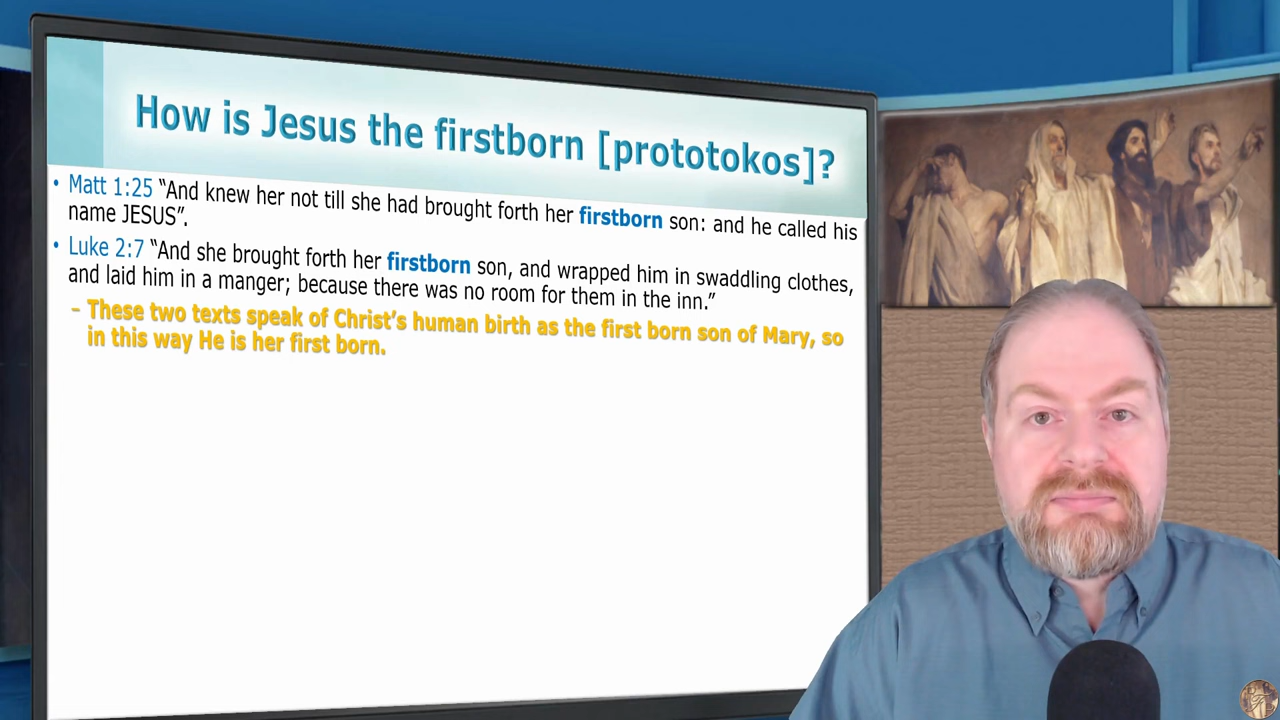 How is Jesus the firstborn [prototokos]?
• Matt 1:25 “And knew her not till she had brought forth her firstborn son: and he called his
name JESUS”.
• Luke 2:7 “And she brought forth her firstborn son, and wrapped him in swaddling clothes,
and laid him in a manger; because there was no room for them in the inn.”
– These two texts speak of Christ’s human birth as the first born son of Mary, so
in this way He is her first born.